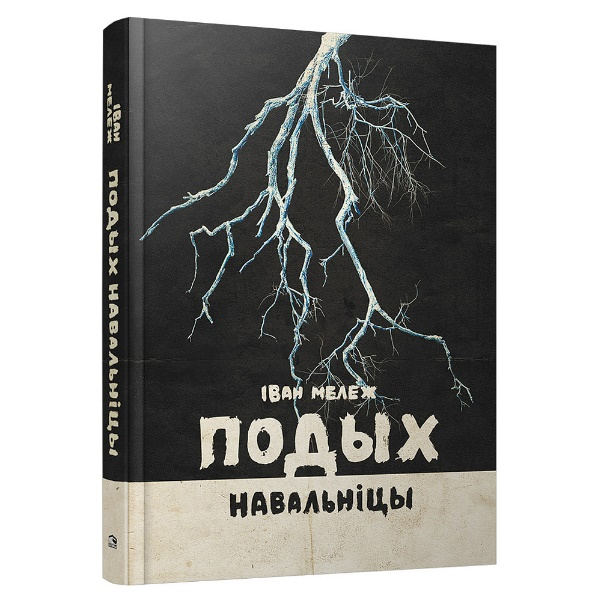 Іван
Мележ
Подых навальніцы
Іван Мележ
Подых
навальніцы